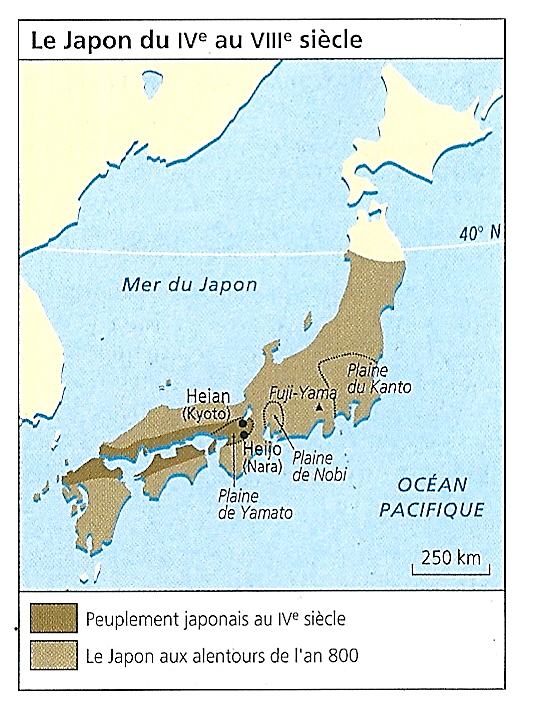 Le Japon du IVe au VIIIe siècle
40° N
Mer du Japon
Plaine
du Kanto
Fuji-Yama
Heian
(Kyoto)
Heijo
(Nara)
Plaine
de Nobi
Plaine
de Yamato
OCÉAN
PACIFIQUE
250 km
Peuplement japonais au IVe siècle
Le Japon aux alentours de l'an 800